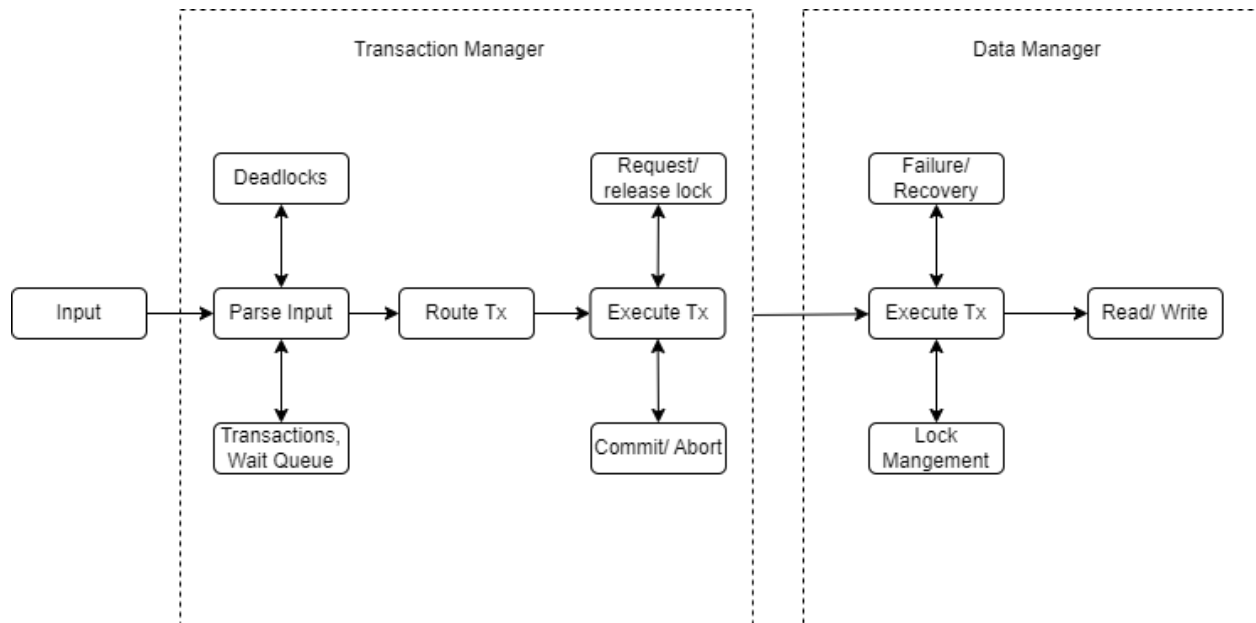 Transaction Manager
Data Manager
Deadlocks
Request/
release lock
Failure/
Recovery
Input
Parse Input
Route Tx
Execute Tx
Execute Tx
Read/ Write
Transactions,
Wait Queue
Commit/ Abort
Lock
Mangement